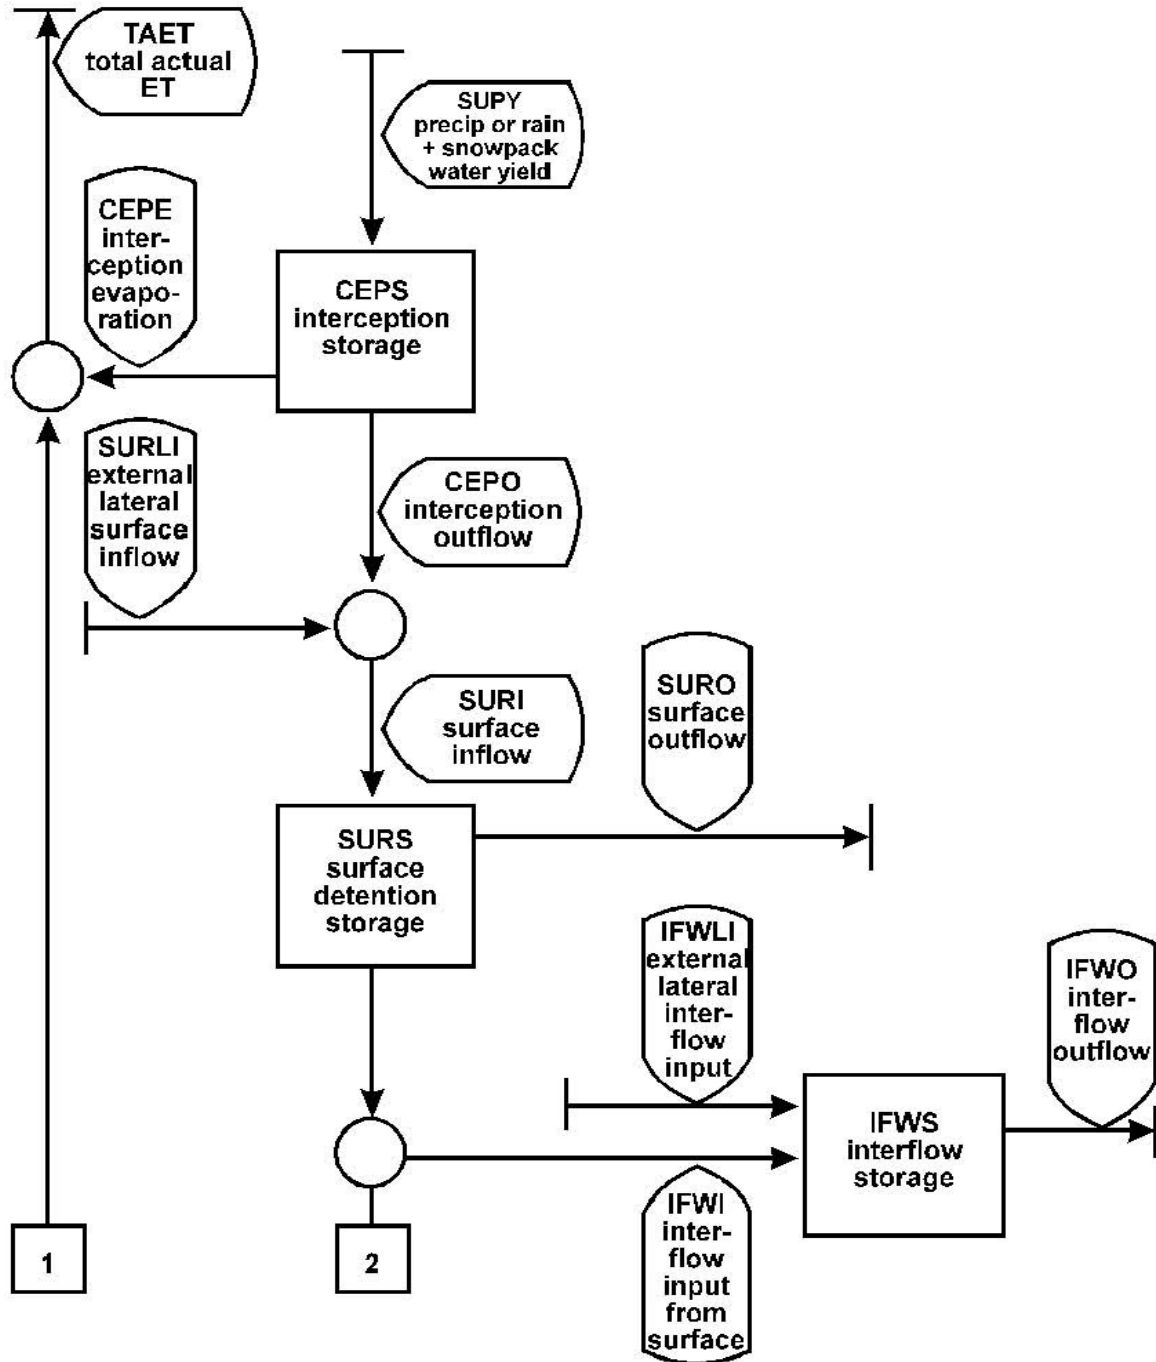 TAET
total actual
ET
SUPY
precip or rain
+ snowpack
water yield
CEPE
inter-
ception
evapo-
ration
CEPS
interception
storage
SURLI
external
lateral
surface
inflow
CEPO
interception
outflow
SURI
surface
inflow
SURO
surface
outflow
SURS
surface
detention
storage
IFWLI
external
lateral
inter-
flow
input
IFWO
inter-
flow
outflow
IFWS
interflow
storage
IFWI
inter-
flow
input
from
surface
1
2